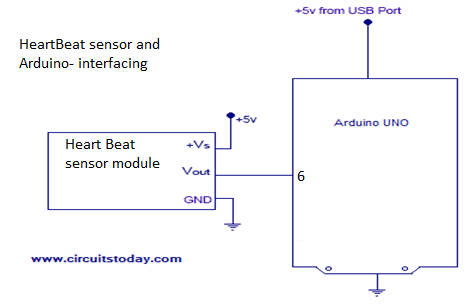 +5v from USB Port
HeartBeat sensor and
Arduino- interfacing
+5v
Arduino UNO
Heart Beat
sensor module
+Vs
Vout
6
GND
www.circuitstoday.com